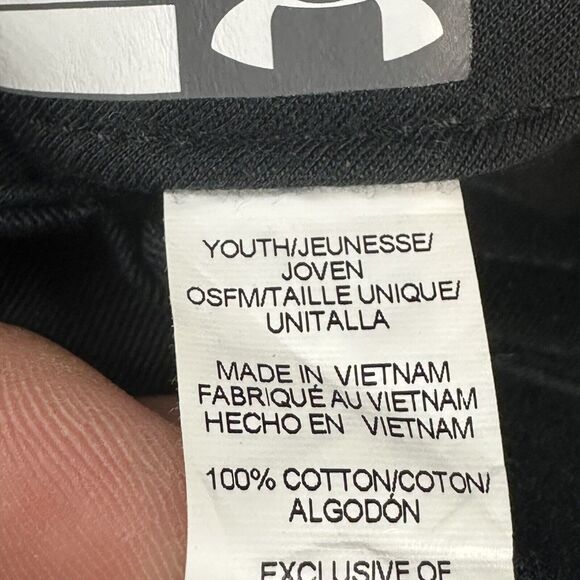 YOUTH/JEUNESSE/
JOVEN
OSFM/TAILLE UNIQUE/
UNITALLA
MADE IN VIETNAM
FABRIQUÉ AU VIETNAM
HECHO EN VIETNAM
100% COTTON/COTON/
ALGODÓN
EXCLUSIVE OF